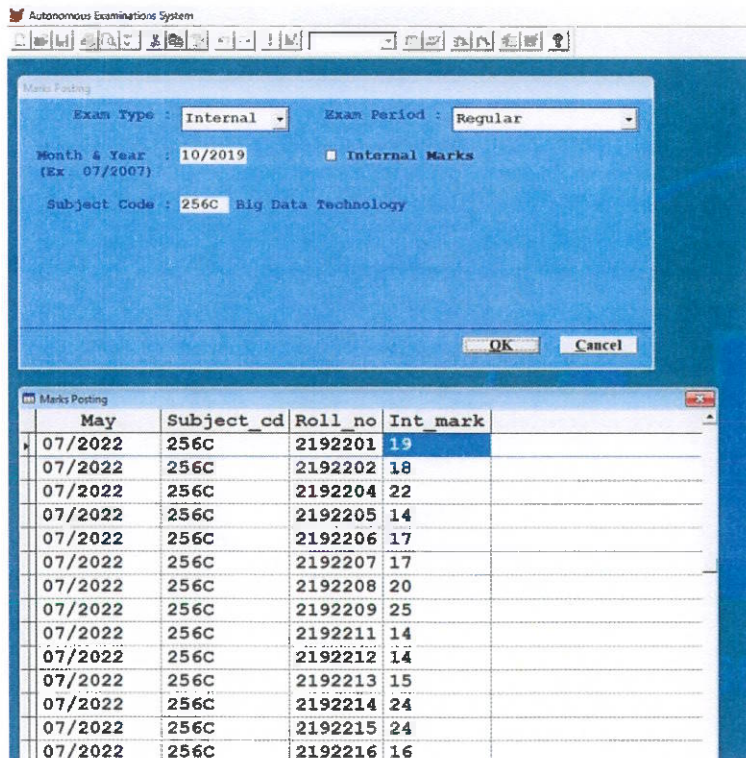 Autonomous Examinations System
Marks Posting
Exam Type : Internal Exam Period : Regular
Month & Year : 10/2019 Internal Marks
(Ex. 07/2007)
Subject Code : 256C Big Data Technology
OK Cancel
Marks Posting
May Subject_cd Roll_no Int_mark
07/2022 256C 2192201 19
07/2022 256C 2192202 18
07/2022 256C 2192204 22
07/2022 256C 2192205 14
07/2022 256C 2192206 17
07/2022 256C 2192207 17
07/2022 256C 2192208 20
07/2022 256C 2192209 25
07/2022 256C 2192211 14
07/2022 256C 2192212 14
07/2022 256C 2192213 15
07/2022 256C 2192214 24
07/2022 256C 2192215 24
07/2022 256C 2192216 16